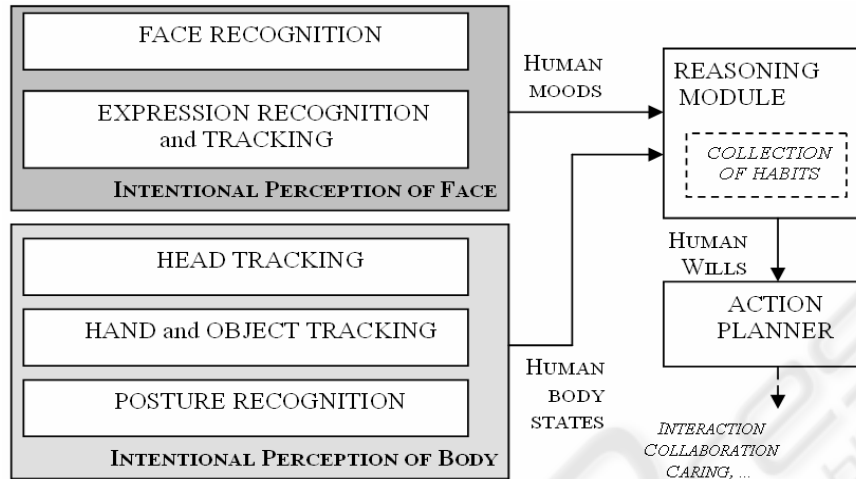 FACE RECOGNITION
EXPRESSION RECOGNITION
and TRACKING
INTENTIONAL PERCEPTION OF FACE
HEAD TRACKING
HAND and OBJECT TRACKING
POSTURE RECOGNITION
INTENTIONAL PERCEPTION OF BODY
HUMAN
MOODS
HUMAN
BODY
STATES
REASONING
MODULE
COLLECTION
OF HABITS
HUMAN
WILLS
ACTION
PLANNER
INTERACTION
COLLABORATION
CARING, ...